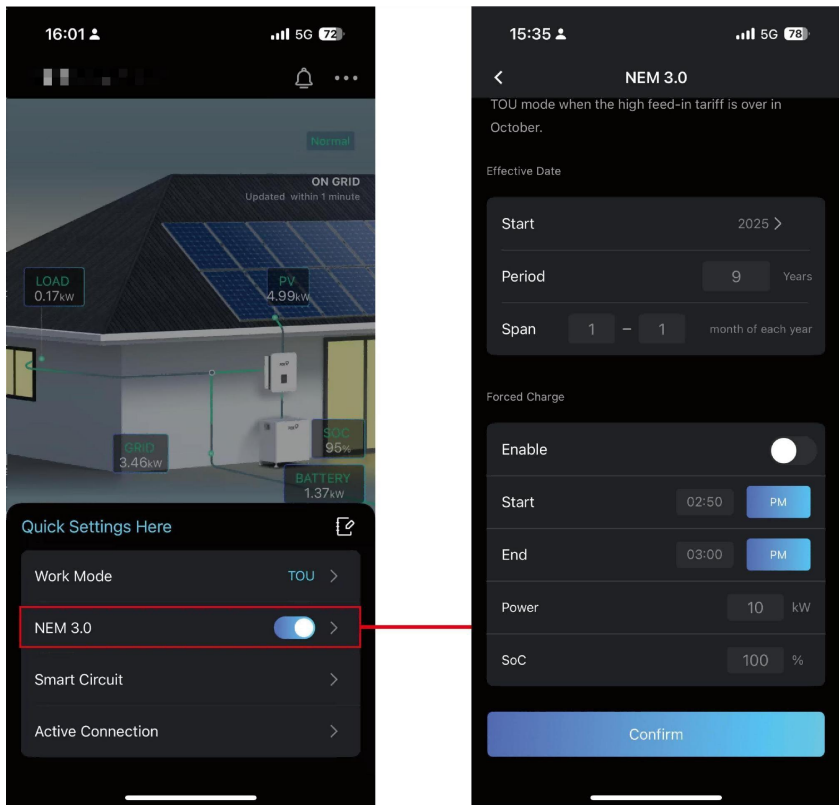 16:01
5G 72
Normal
ON GRID
Updated within 1 minute
LOAD
0.17kW
PV
4.99kW
GRID
3.46kW
SOC
95%
BATTERY
1.37kW
Quick Settings Here
Work Mode TOU
NEM 3.0
Smart Circuit
Active Connection
15:35
5G 78
NEM 3.0
TOU mode when the high feed-in tariff is over in
October.
Effective Date
Start 2025
Period 9 Years
Span 1 – 1 month of each year
Forced Charge
Enable
Start 02:50 PM
End 03:00 PM
Power 10 kW
SoC 100 %
Confirm